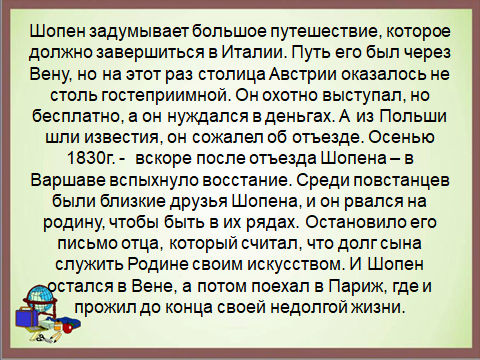 Шопен задумывает большое путешествие, которое
должно завершиться в Италии. Путь его был через
Вену, но на этот раз столица Австрии оказалось не
столь гостеприимной. Он охотно выступал, но
бесплатно, а он нуждался в деньгах. А из Польши
шли известия, он сожалел об отъезде. Осенью
1830г. - вскоре после отъезда Шопена – в
Варшаве вспыхнуло восстание. Среди повстанцев
были близкие друзья Шопена, и он рвался на
родину, чтобы быть в их рядах. Остановило его
письмо отца, который считал, что долг сына
служить Родине своим искусством. И Шопен
остался в Вене, а потом поехал в Париж, где и
прожил до конца своей недолгой жизни.